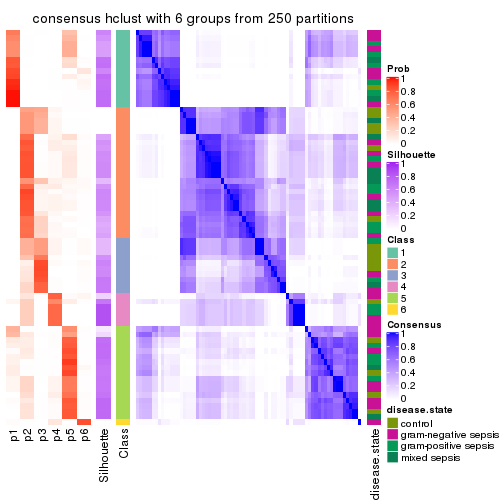 consensus hclust with 6 groups from 250 partitions
Prob
1
0.8
0.6
0.4
0.2
0
Silhouette
1
0.8
0.6
0.4
0.2
0
Class
1
2
3
4
5
6
Consensus
1
0.8
0.6
0.4
0.2
0
disease.state
control
gram-negative sepsis
gram-positive sepsis
mixed sepsis
p1
p2
p3
p4
p5
p6
Silhouette
Class
disease.state